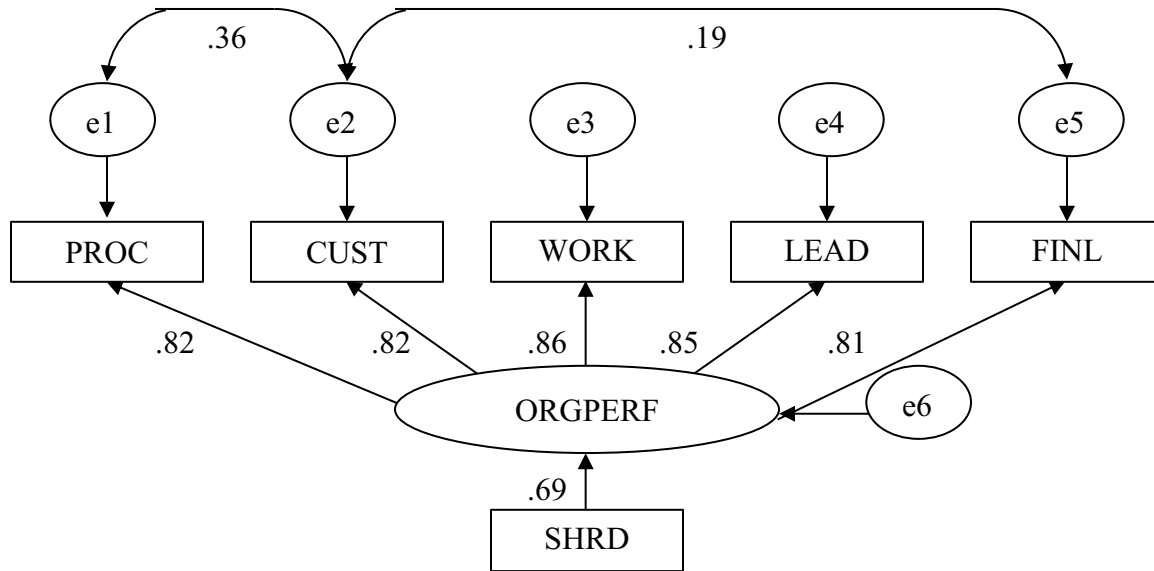 .36
.19
e1
e2
e3
e4
e5
PROC
CUST
WORK
LEAD
FINL
.82
.82
.86
.85
.81
ORGPERF
e6
.69
SHRD